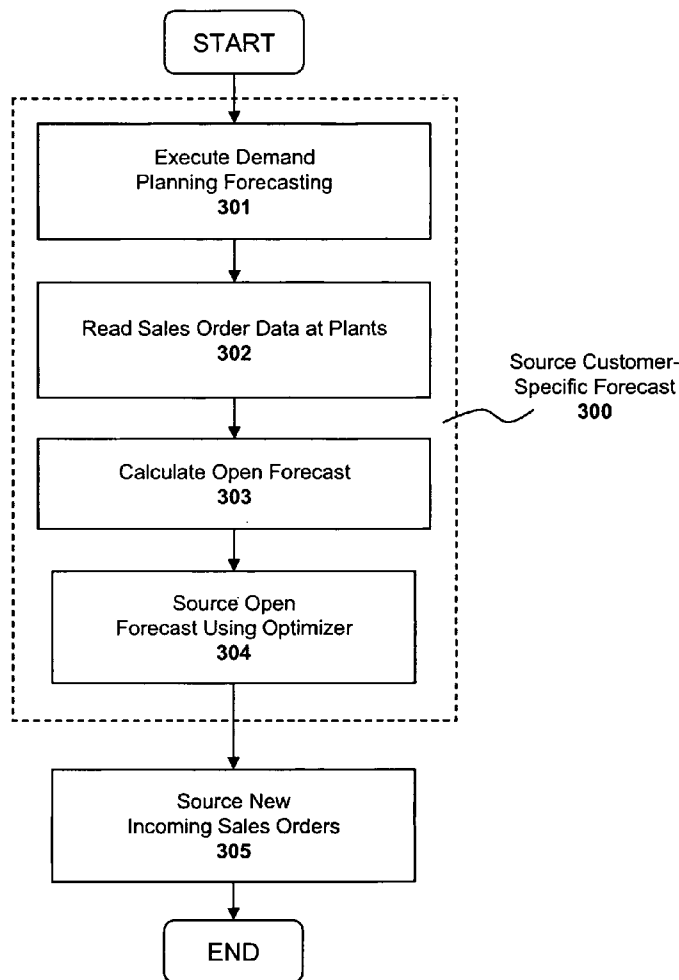 START
Execute Demand
Planning Forecasting
301
Read Sales Order Data at Plants
302
Calculate Open Forecast
303
Source Open
Forecast Using Optimizer
304
Source Customer-
Specific Forecast
300
Source New
Incoming Sales Orders
305
END